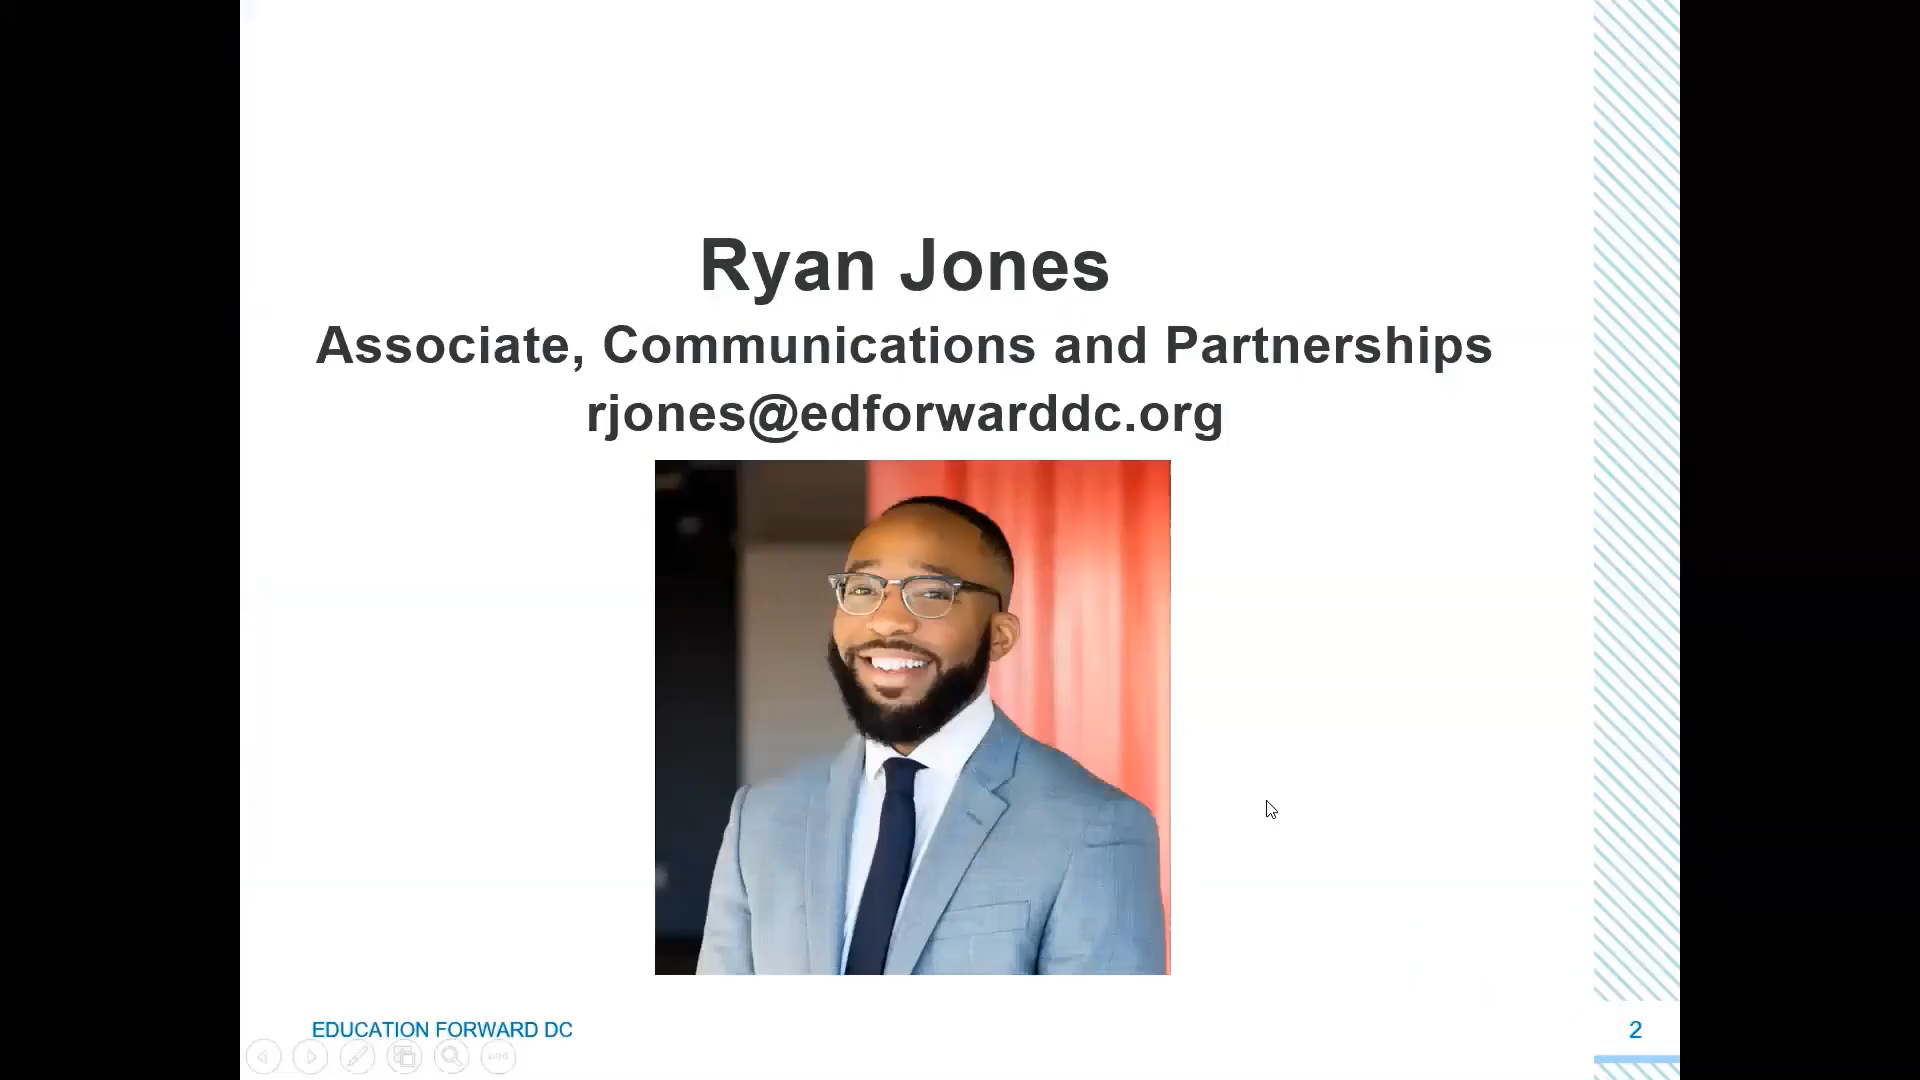 Ryan Jones
Associate, Communications and Partnerships
rjones@edforwarddc.org
EDUCATION FORWARD DC
2